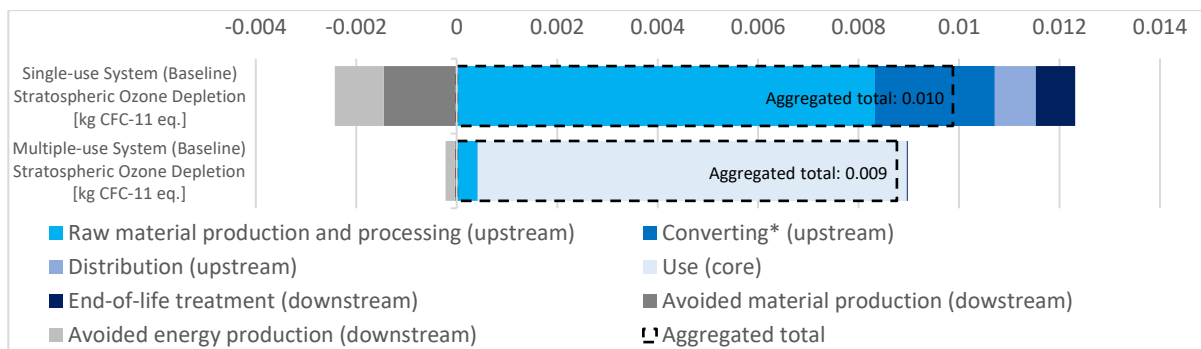 -0.004 -0.002 0 0.002 0.004 0.006 0.008 0.01 0.012 0.014
Single-use System (Baseline)
Stratospheric Ozone Depletion
[kg CFC-11 eq.]
Aggregated total: 0.010
Multiple-use System (Baseline)
Stratospheric Ozone Depletion
[kg CFC-11 eq.]
Aggregated total: 0.009
Raw material production and processing (upstream) Converting* (upstream)
Distribution (upstream) Use (core)
End-of-life treatment (downstream) Avoided material production (dowstream)
Avoided energy production (downstream) Aggregated total